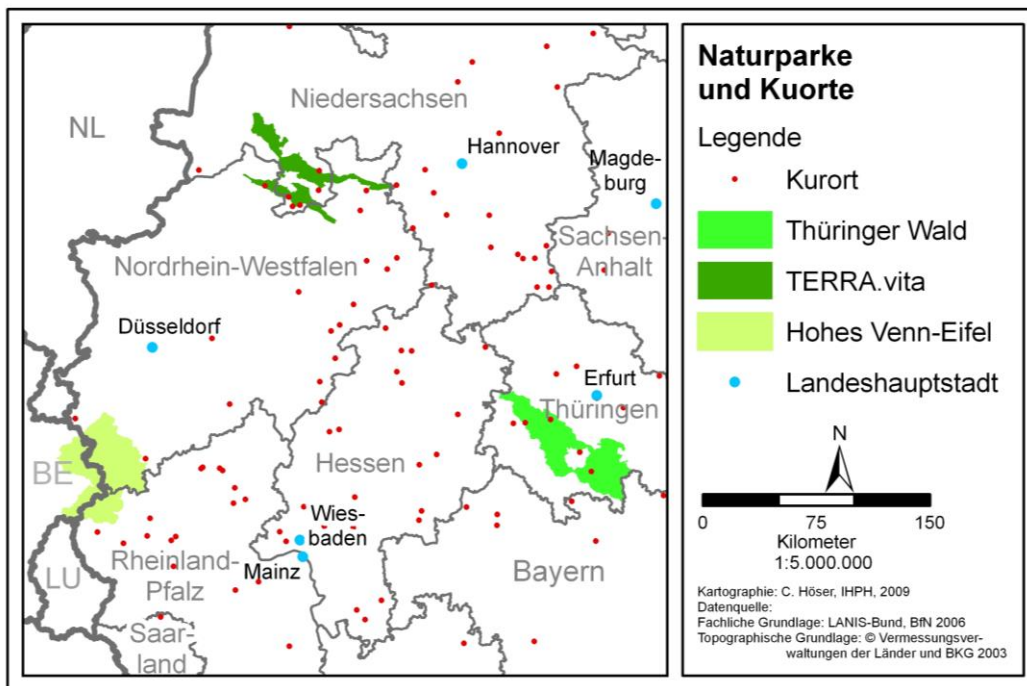 NL
Niedersachsen
Hannover
Magde-
burg
Sachsen-
Anhalt
Nordrhein-Westfalen
Düsseldorf
Erfurt
Thüringen
Hessen
BE
Wies-
baden
Mainz
Rheinland-
Pfalz
LU
Bayern
Saar-
land
Naturparke
und Kuorte
Legende
Kurort
Thüringer Wald
TERRA.vita
Hohes Venn-Eifel
Landeshauptstadt
N
0 75 150
Kilometer
1:5.000.000
Kartographie: C. Höser, IHPH, 2009
Datenquelle:
Fachliche Grundlage: LANIS-Bund, BfN 2006
Topographische Grundlage: © Vermessungsver-
waltungen der Länder und BKG 2003